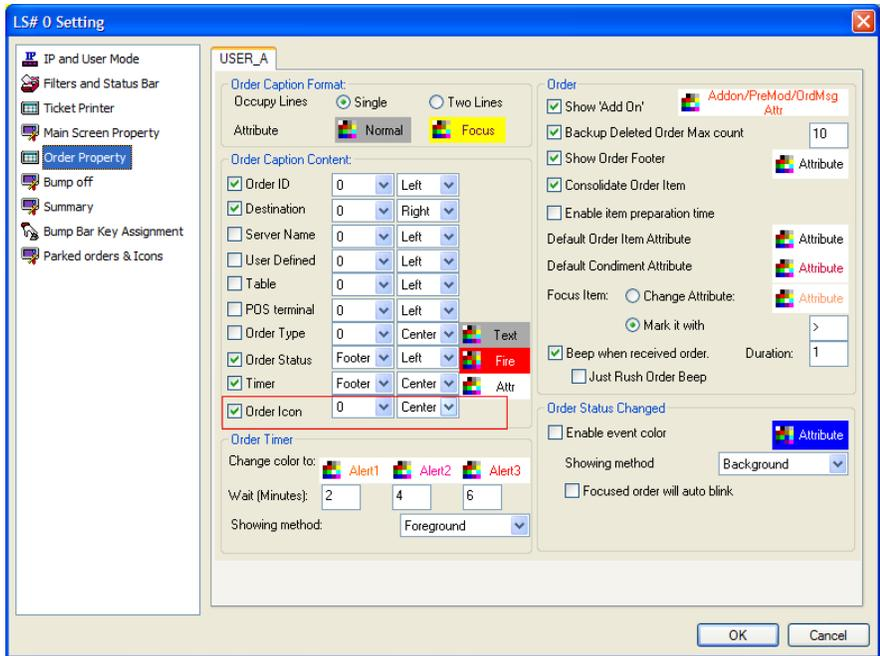 LS# 0 Setting
IP and User Mode
Filters and Status Bar
Ticket Printer
Main Screen Property
Order Property
Bump off
Summary
Bump Bar Key Assignment
Parked orders & Icons
USER_A
Order Caption Format:
Occupy Lines Single Two Lines
Attribute Normal Focus
Order Caption Content:
Order ID 0 Left
Destination 0 Right
Server Name 0 Left
User Defined 0 Left
Table 0 Left
POS terminal 0 Left
Order Type 0 Center Text
Order Status Footer Left Fire
Timer Footer Center Attr
Order Icon 0 Center
Order Timer
Change color to: Alert1 Alert2 Alert3
Wait (Minutes): 2 4 6
Showing method: Foreground
Order
Show 'Add On' Addon/PreMod/OrdMsg
Attr
Backup Deleted Order Max count 10
Show Order Footer Attribute
Consolidate Order Item
Enable item preparation time
Default Order Item Attribute Attribute
Default Condiment Attribute Attribute
Focus Item: Change Attribute: Attribute
Mark it with >
Beep when received order. Duration: 1
Just Rush Order Beep
Order Status Changed
Enable event color Attribute
Showing method Background
Focused order will auto blink
OK Cancel